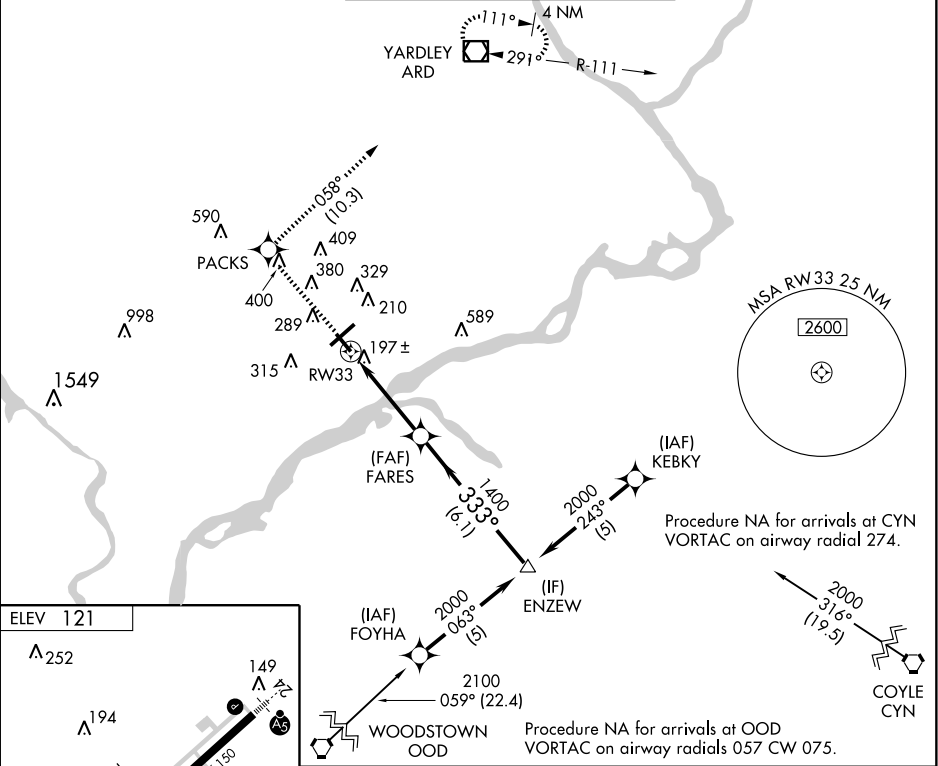 111°
4 NM
YARDLEY
ARD
291°
R-111
058°
(10.3)
590
409
PACKS
380
329
400
210
289
998
589
197±
315
RW33
1549
MSA RW33 25 NM
2600
(FAF)
FARES
(IAF)
KEBKY
1400
333°
(6.1)
2000
243°
(5)
Procedure NA for arrivals at CYN
VORTAC on airway radial 274.
(IF)
ENZEW
2000
316°
(19.5)
(IAF)
FOYHA
2000
063°
(5)
COYLE
CYN
2100
059° (22.4)
WOODSTOWN
OOD
Procedure NA for arrivals at OOD
VORTAC on airway radials 057 CW 075.
ELEV 121
252
149
24
P
A5
194
150